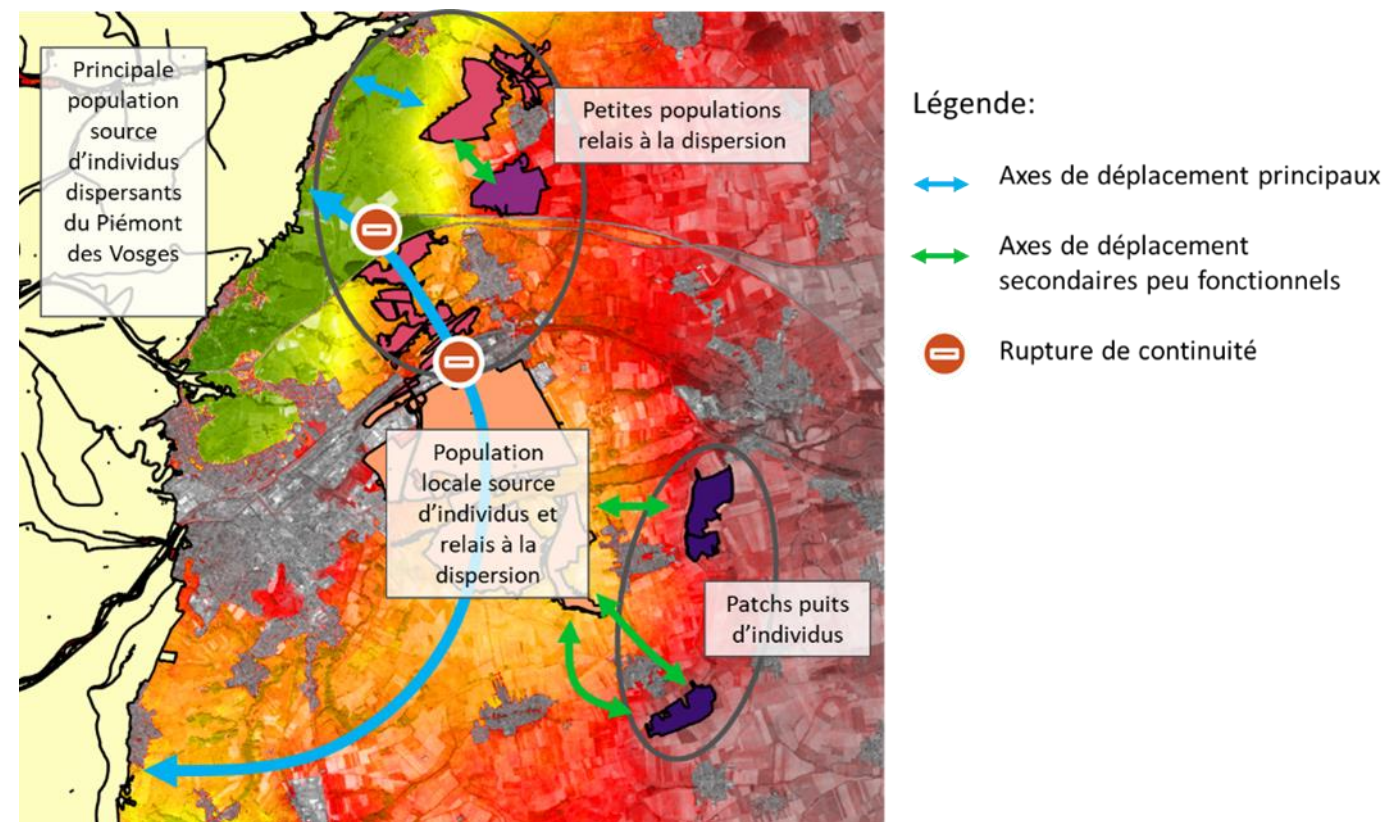 Principale
population
source
d'individus
dispersants
du Piémont
des Vosges
Petites populations
relais à la dispersion
Population
locale source
d'individus et
relais à la
dispersion
Patchs puits
d'individus
Légende:
Axes de déplacement principaux
Axes de déplacement
secondaires peu fonctionnels
Rupture de continuité